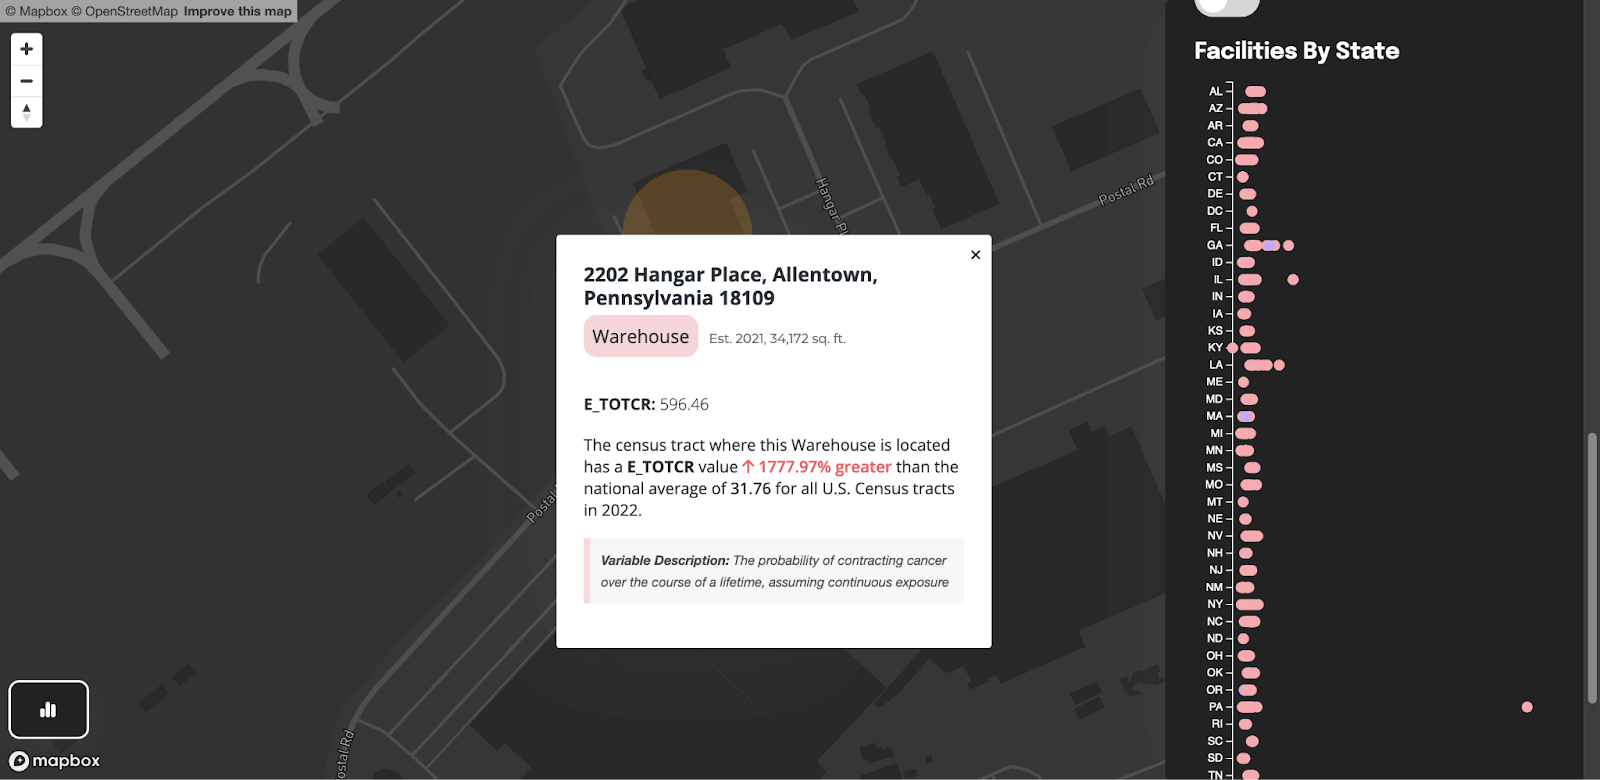 © Mapbox © OpenStreetMap Improve this map
Facilities By State
AL
AZ
AR
CA
CO
CT
DE
DC
FL
GA
ID
IL
IN
IA
KS
KY
LA
ME
MD
MA
MI
MN
MS
MO
MT
NE
NV
NH
NJ
NM
NY
NC
ND
OH
OK
OR
PA
RI
SC
SD
TN
Postal Rd
Hangar Pl
2202 Hangar Place, Allentown,
Pennsylvania 18109
Warehouse Est. 2021, 34,172 sq. ft.
E_TOTCR: 596.46
The census tract where this Warehouse is located
has a E_TOTCR value ↑ 1777.97% greater than the
national average of 31.76 for all U.S. Census tracts
in 2022.
Variable Description: The probability of contracting cancer
over the course of a lifetime, assuming continuous exposure
Postal
ostal Rd
mapbox